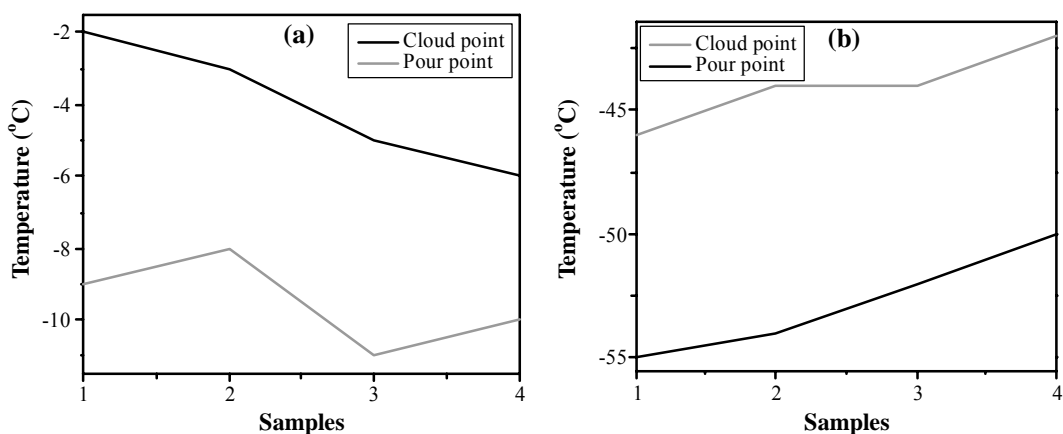 (a)
Cloud point
Pour point
Temperature (°C)
-2
-4
-6
-8
-10
1
2
3
4
Samples
(b)
Cloud point
Pour point
Temperature (°C)
-45
-50
-55
1
2
3
4
Samples